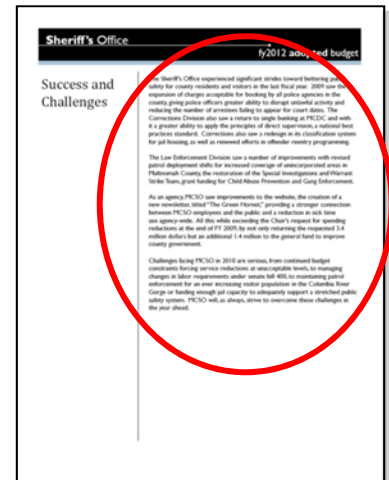 Sheriff's Office
fy2012 adopted budget
Success and
Challenges
The Sheriff's Office experienced significant strides toward bettering public
safety for county residents and visitors in the last fiscal year. 2009 saw the
expansion of charges acceptable for booking by all police agencies in the
county, giving police officers greater ability to disrupt unlawful activity and
reducing the number of arrestees failing to appear for court dates. The
Corrections Division also saw a return to single bunking at MCDC and with
it a greater ability to apply the principles of direct supervision, a national best
practices standard. Corrections also saw a redesign in its classification system
for jail housing, as well as renewed efforts in offender reentry programming.
The Law Enforcement Division saw a number of improvements with revised
patrol deployment shifts for increased coverage of unincorporated areas in
Multnomah County, the restoration of the Special Investigations and Warrant
Strike Team, grant funding for Child Abuse Prevention and Gang Enforcement.
As an agency, MCSO saw improvements to the website, the creation of a
new newsletter, titled "The Green Hornet," providing a stronger connection
between MCSO employees and the public and a reduction in sick time
use agency-wide. All this while exceeding the Chair's request for spending
reductions at the end of FY 2009, by not only returning the requested 3.4
million dollars but an additional 1.4 million to the general fund to improve
county government.
Challenges facing MCSO in 2010 are serious, from continued budget
constraints forcing service reductions at unacceptable levels, to managing
changes in labor requirements under senate bill 400, to maintaining patrol
enforcement for an ever increasing visitor population in the Columbia River
Gorge or funding enough jail capacity to adequately support a stretched public
safety system. MCSO will, as always, strive to overcome these challenges in
the year ahead.